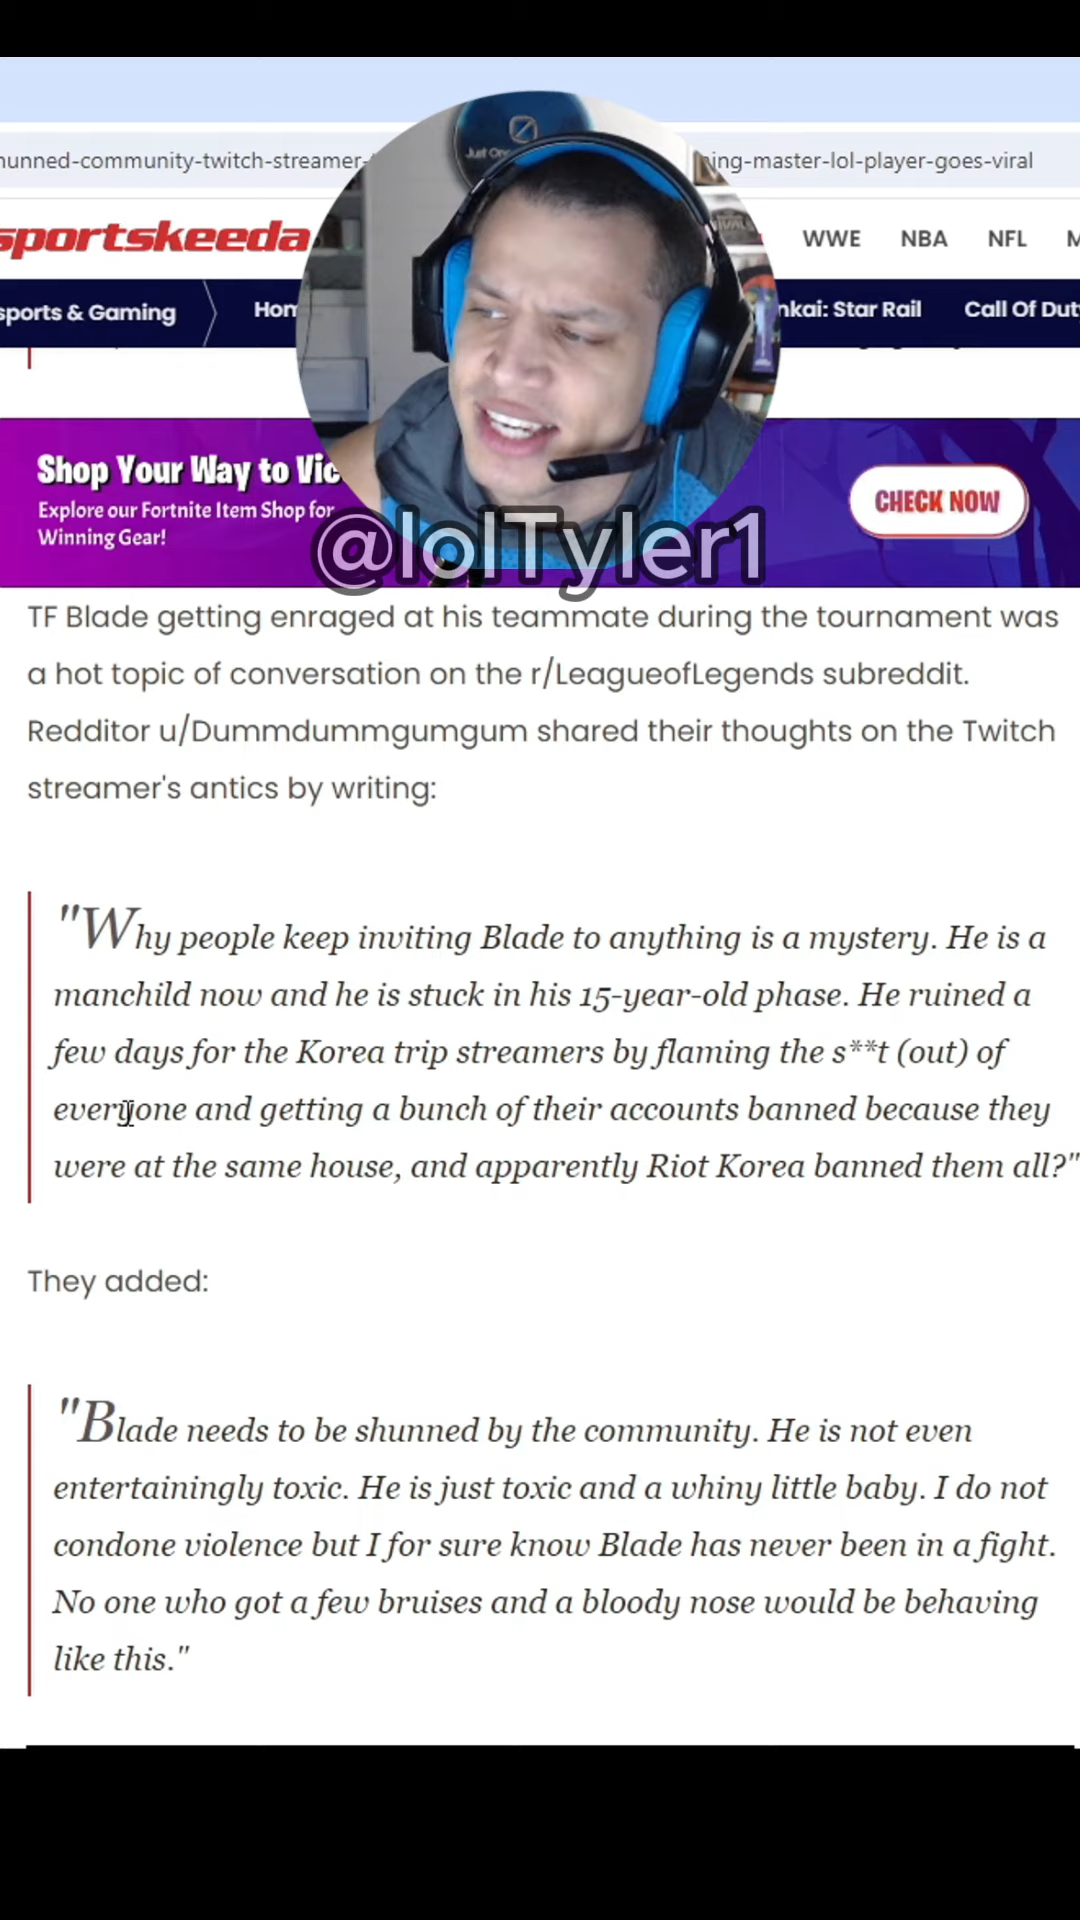 hunned-community-twitch-streamer-
ing-master-lol-player-goes-viral
Just
sportskeeda
WWE NBA NFL M
sports & Gaming
Hom
nkai: Star Rail
Call Of Dut
Shop Your Way to Vic
Explore our Fortnite Item Shop for
Winning Gear!
CHECK NOW
@lolTyler1
TF Blade getting enraged at his teammate during the tournament was
a hot topic of conversation on the r/LeagueofLegends subreddit.
Redditor u/Dummdummgumgum shared their thoughts on the Twitch
streamer's antics by writing:
"Why people keep inviting Blade to anything is a mystery. He is a
manchild now and he is stuck in his 15-year-old phase. He ruined a
few days for the Korea trip streamers by flaming the s**t (out) of
everyone and getting a bunch of their accounts banned because they
were at the same house, and apparently Riot Korea banned them all?"
They added:
"Blade needs to be shunned by the community. He is not even
entertainingly toxic. He is just toxic and a whiny little baby. I do not
condone violence but I for sure know Blade has never been in a fight.
No one who got a few bruises and a bloody nose would be behaving
like this."